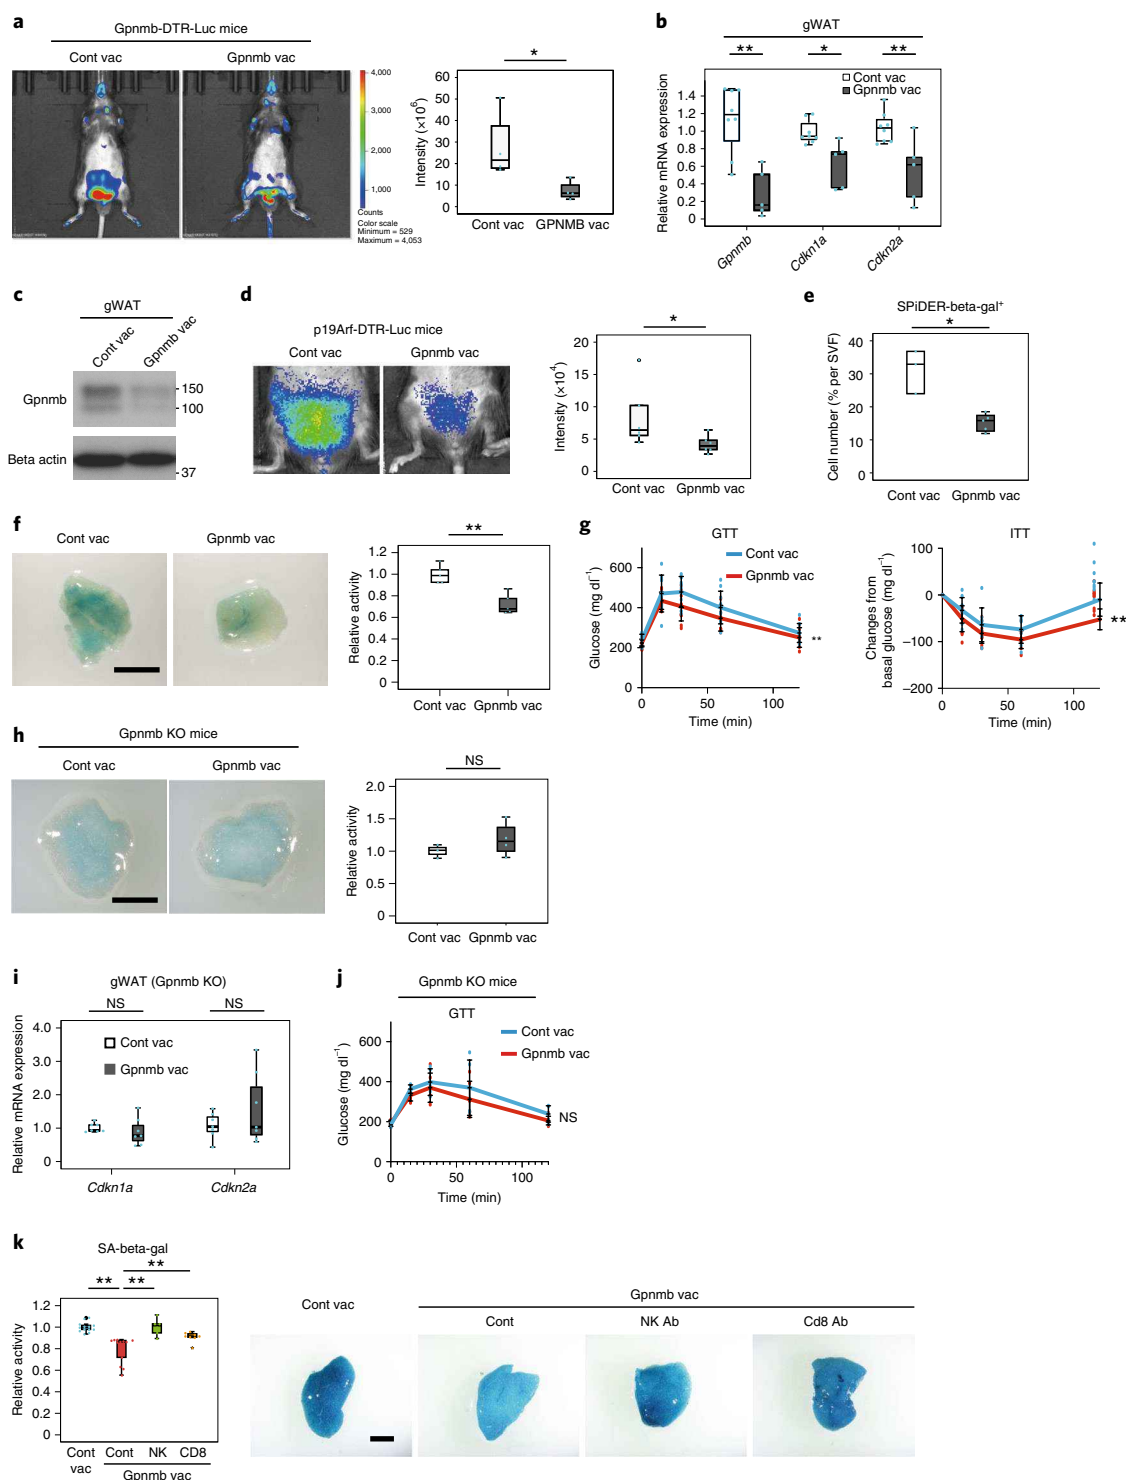 a
Gpnmb-DTR-Luc mice
Cont vac
Gpnmb vac
4,000
3,000
2,000
1,000
Counts
Color scale
Minimum = 529
Maximum = 4,053
*
Intensity (×10⁶)
60
50
40
30
20
10
0
Cont vac
GPNMB vac
b
gWAT
** * **
Cont vac
Gpnmb vac
Relative mRNA expression
1.4
1.2
1.0
0.8
0.6
0.4
0.2
0
Gpnmb
Cdkn1a
Cdkn2a
c
gWAT
Cont vac
Gpnmb vac
Gpnmb
150
100
Beta actin
37
d
p19Arf-DTR-Luc mice
Cont vac
Gpnmb vac
*
Intensity (×10⁴)
20
15
10
5
0
Cont vac
Gpnmb vac
e
SPiDER-beta-gal⁺
*
Cell number (% per SVF)
40
30
20
10
0
Cont vac
Gpnmb vac
f
Cont vac
Gpnmb vac
**
Relative activity
1.2
1.0
0.8
0.6
0.4
0.2
0
Cont vac
Gpnmb vac
g
GTT
Cont vac
Gpnmb vac
Glucose (mg dl⁻¹)
600
400
200
0
**
0 50 100
Time (min)
ITT
Changes from
basal glucose (mg dl⁻¹)
100
0
−100
−200
**
0 50 100
Time (min)
h
Gpnmb KO mice
Cont vac
Gpnmb vac
NS
Relative activity
2.0
1.5
1.0
0.5
0
Cont vac
Gpnmb vac
i
gWAT (Gpnmb KO)
NS NS
Cont vac
Gpnmb vac
Relative mRNA expression
4.0
3.0
2.0
1.0
0
Cdkn1a
Cdkn2a
j
Gpnmb KO mice
GTT
Cont vac
Gpnmb vac
Glucose (mg dl⁻¹)
600
400
200
0
NS
0 50 100
Time (min)
k
SA-beta-gal
**
** **
Relative activity
1.2
1.0
0.8
0.6
0.4
0.2
0
Cont
vac
Cont NK CD8
Gpnmb vac
Cont vac
Gpnmb vac
Cont
NK Ab
Cd8 Ab